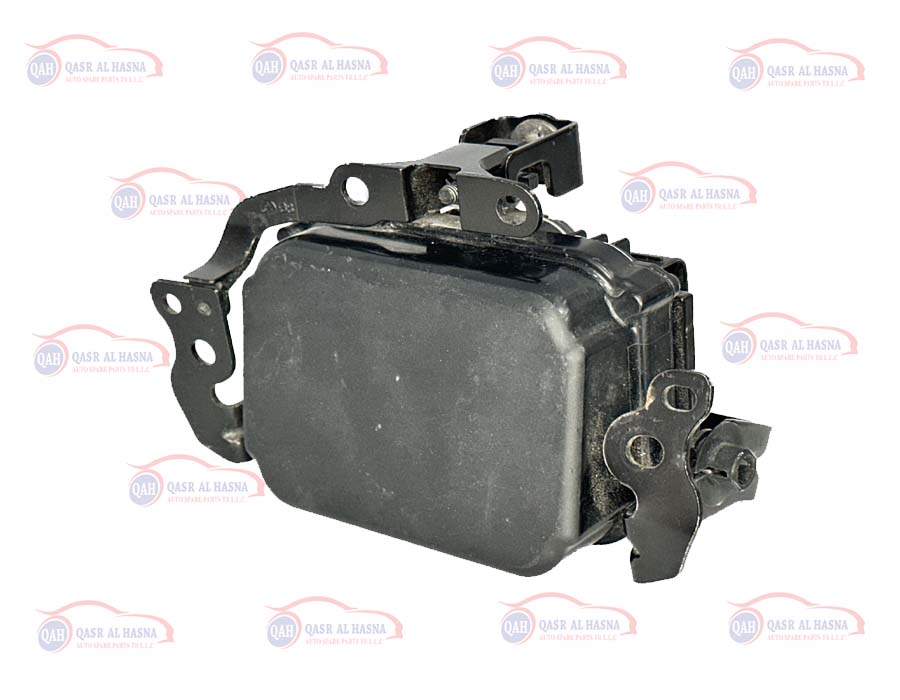 QAH QASR AL HASNA QAH QASR AL HASNA QAH QASR AL HASNA QAH QASR AL HASNA
AUTO SPARE PARTS TR L.L.C AUTO SPARE PARTS TR L.L.C AUTO SPARE PARTS TR L.L.C AUTO SPARE PARTS TR L.L.C
QAH QASR AL HASNA QAH QASR AL HASNA
AUTO SPARE PARTS TR L.L.C AUTO SPARE PARTS TR L.L.C
QAH QASR AL HASNA QAH QASR AL HASNA
AUTO SPARE PARTS TR L.L.C AUTO SPARE PARTS TR L.L.C
QAH QASR AL HASNA
AUTO SPARE PARTS TR L.L.C
QAH QASR AL HASNA QAH QASR AL HASNA QAH QASR AL HASNA QAH QASR AL HASNA
AUTO SPARE PARTS TR L.L.C AUTO SPARE PARTS TR L.L.C AUTO SPARE PARTS TR L.L.C AUTO SPARE PARTS TR L.L.C